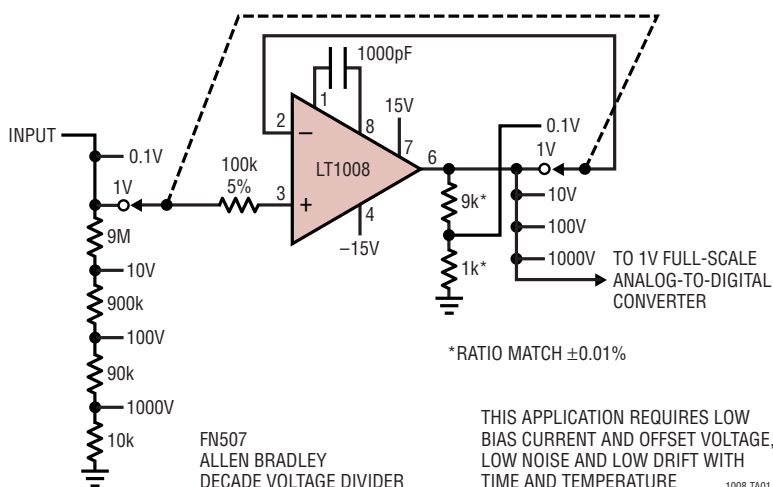 1000pF
1
2
–
8
15V
7
INPUT
0.1V
0.1V
1V
6
LT1008
100k
5%
1V
3
+
4
–15V
9k*
10V
9M
100V
10V
1k*
1000V
TO 1V FULL-SCALE
ANALOG-TO-DIGITAL
CONVERTER
900k
100V
*RATIO MATCH ±0.01%
90k
1000V
10k
FN507
ALLEN BRADLEY
DECADE VOLTAGE DIVIDER
THIS APPLICATION REQUIRES LOW
BIAS CURRENT AND OFFSET VOLTAGE,
LOW NOISE AND LOW DRIFT WITH
TIME AND TEMPERATURE
1008 TA01